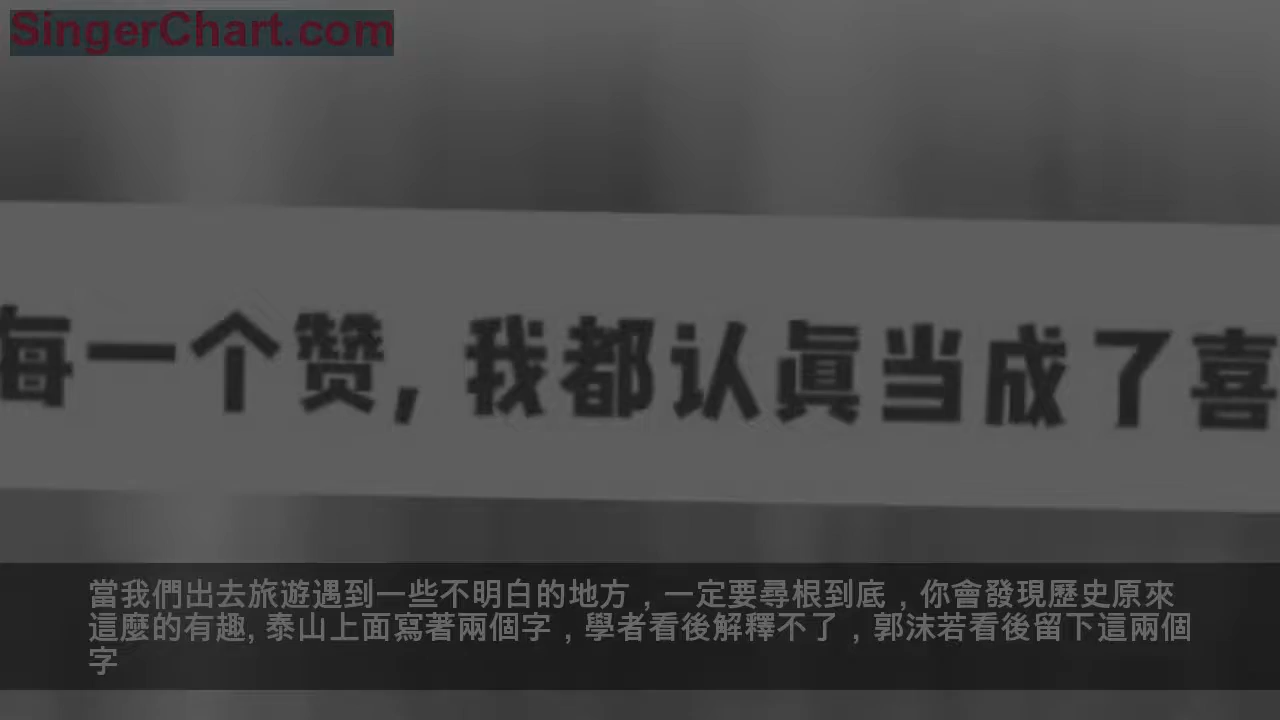 SingerChart.com
每一个赞,我都认真当成了喜
當我們出去旅遊遇到一些不明白的地方，一定要尋根到底，你會發現歷史原來
這麼的有趣,泰山上面寫著兩個字，學者看後解釋不了，郭沫若看後留下這兩個
字